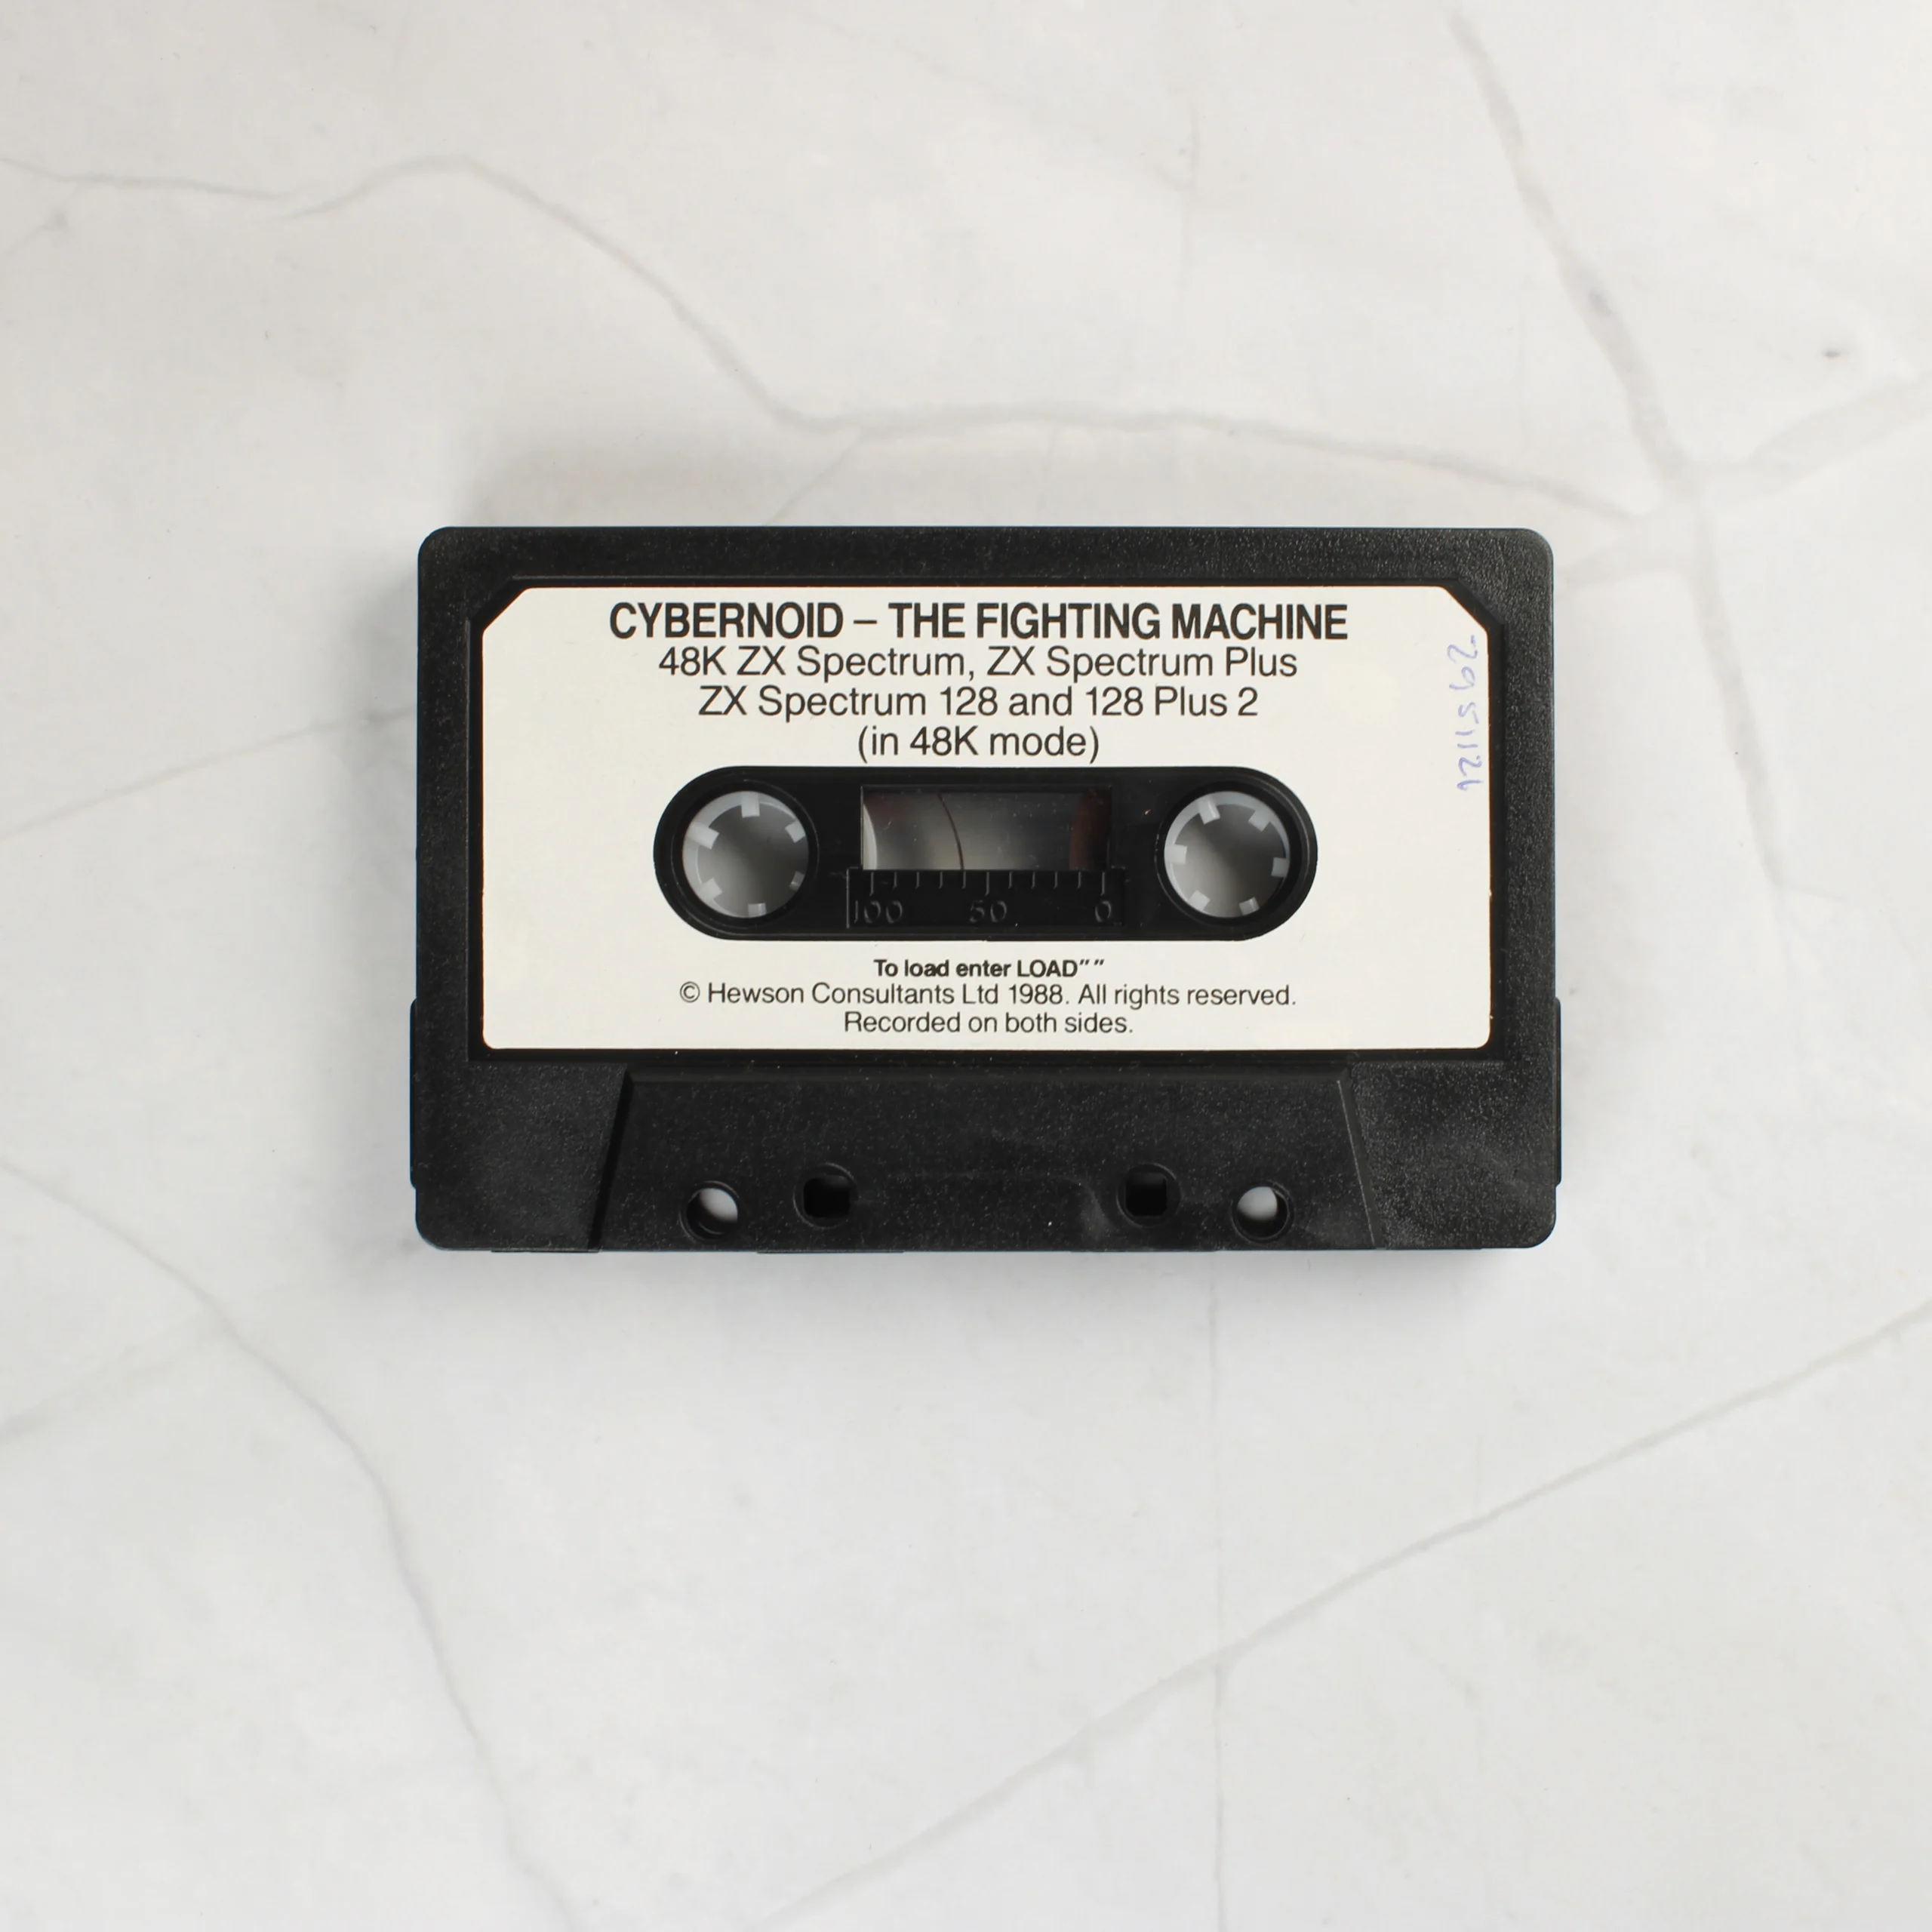 CYBERNOID – THE FIGHTING MACHINE
48K ZX Spectrum, ZX Spectrum Plus
ZX Spectrum 128 and 128 Plus 2
(in 48K mode)
100 50 0
To load enter LOAD″ ″
© Hewson Consultants Ltd 1988. All rights reserved.
Recorded on both sides.